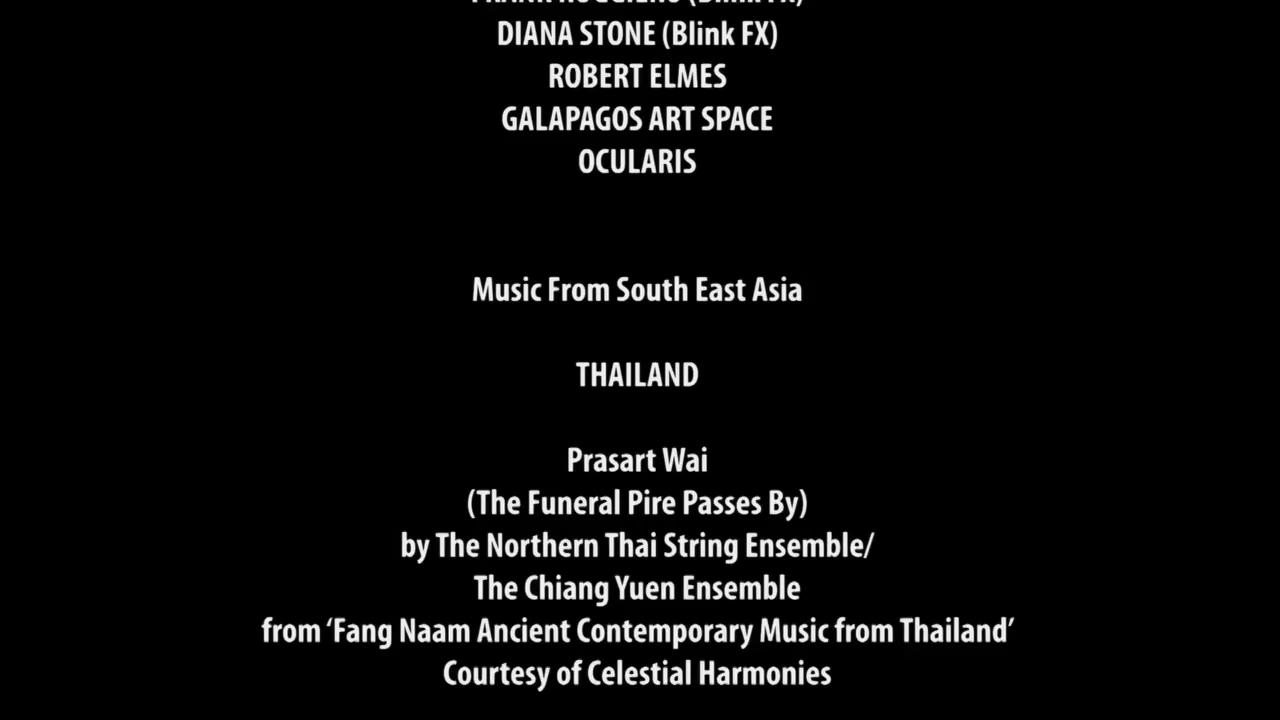 DIANA STONE (Blink FX)
ROBERT ELMES
GALAPAGOS ART SPACE
OCULARIS
Music From South East Asia
THAILAND
Prasart Wai
(The Funeral Pire Passes By)
by The Northern Thai String Ensemble/
The Chiang Yuen Ensemble
from ‘Fang Naam Ancient Contemporary Music from Thailand’
Courtesy of Celestial Harmonies